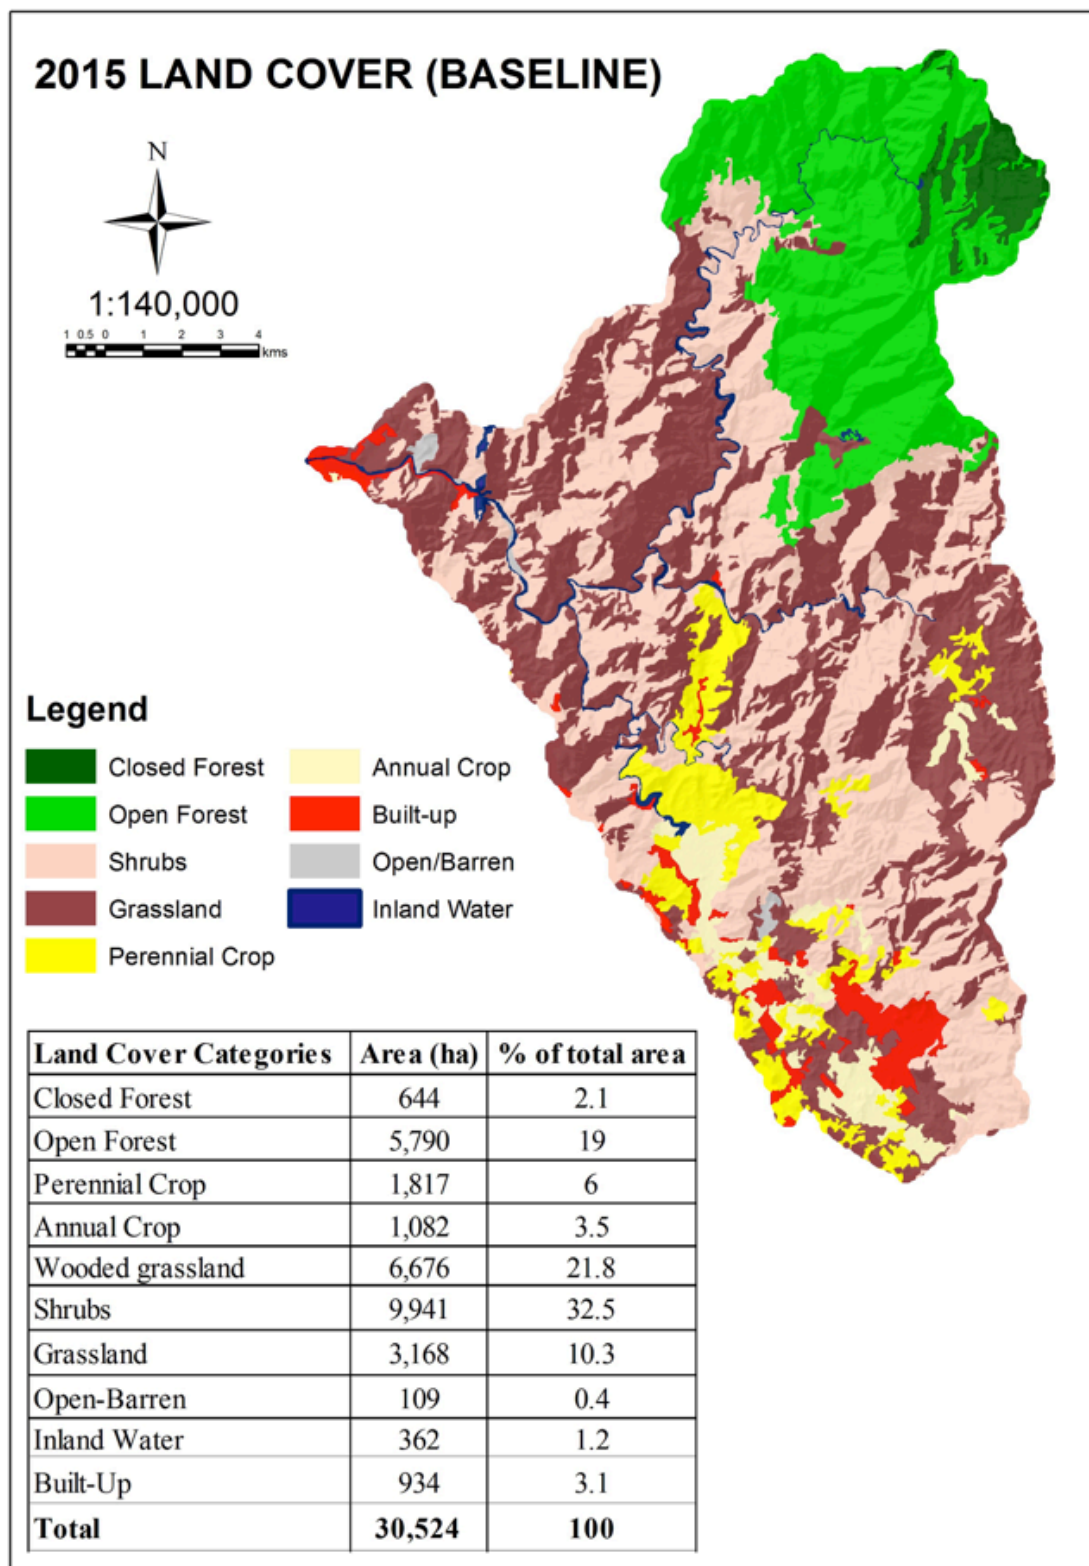 2015 LAND COVER (BASELINE)
N
1:140,000
1 0.5 0 1 2 3 4
kms
Legend
Closed Forest
Open Forest
Shrubs
Grassland
Perennial Crop
Annual Crop
Built-up
Open/Barren
Inland Water
Land Cover Categories Area (ha) % of total area
Closed Forest 644 2.1
Open Forest 5,790 19
Perennial Crop 1,817 6
Annual Crop 1,082 3.5
Wooded grassland 6,676 21.8
Shrubs 9,941 32.5
Grassland 3,168 10.3
Open-Barren 109 0.4
Inland Water 362 1.2
Built-Up 934 3.1
Total 30,524 100